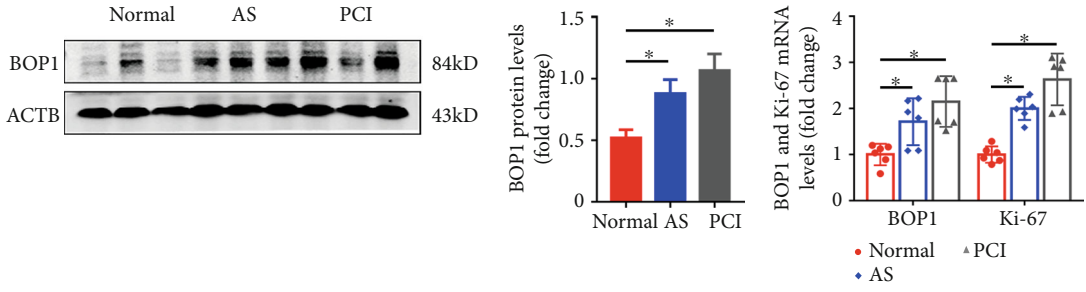 Normal AS PCI
BOP1 84kD
ACTB 43kD
BOP1 protein levels
(fold change)
1.5
1.0
0.5
0
*
*
Normal AS PCI
BOP1 and Ki-67 mRNA
levels (fold change)
4
3
2
1
0
*
*
*
*
BOP1 Ki-67
Normal PCI
AS